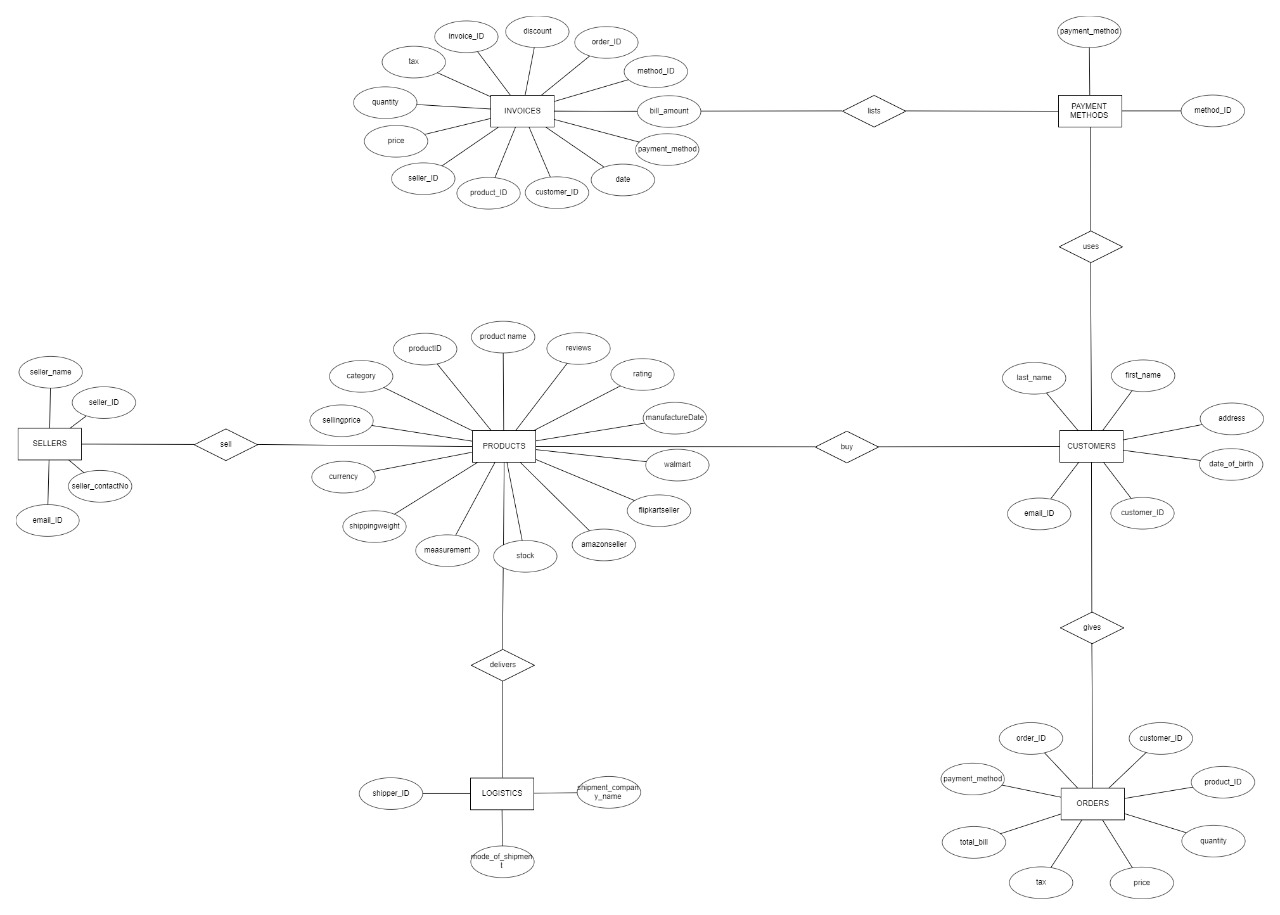 payment_method
discount
invoice_ID
order_ID
tax
method_ID
quantity
INVOICES
bill_amount
lists
PAYMENT
METHODS
method_ID
price
payment_method
seller_ID
date
product_ID
customer_ID
uses
product name
productID
reviews
seller_name
category
rating
last_name
first_name
seller_ID
sellingprice
manufactureDate
address
SELLERS
sell
PRODUCTS
buy
CUSTOMERS
walmart
date_of_birth
currency
seller_contactNo
flipkartseller
email_ID
customer_ID
email_ID
shippingweight
measurement
stock
amazonseller
gives
delivers
order_ID
customer_ID
payment_method
product_ID
shipper_ID
LOGISTICS
shipment_compan
y_name
ORDERS
total_bill
quantity
mode_of_shipmen
t
tax
price